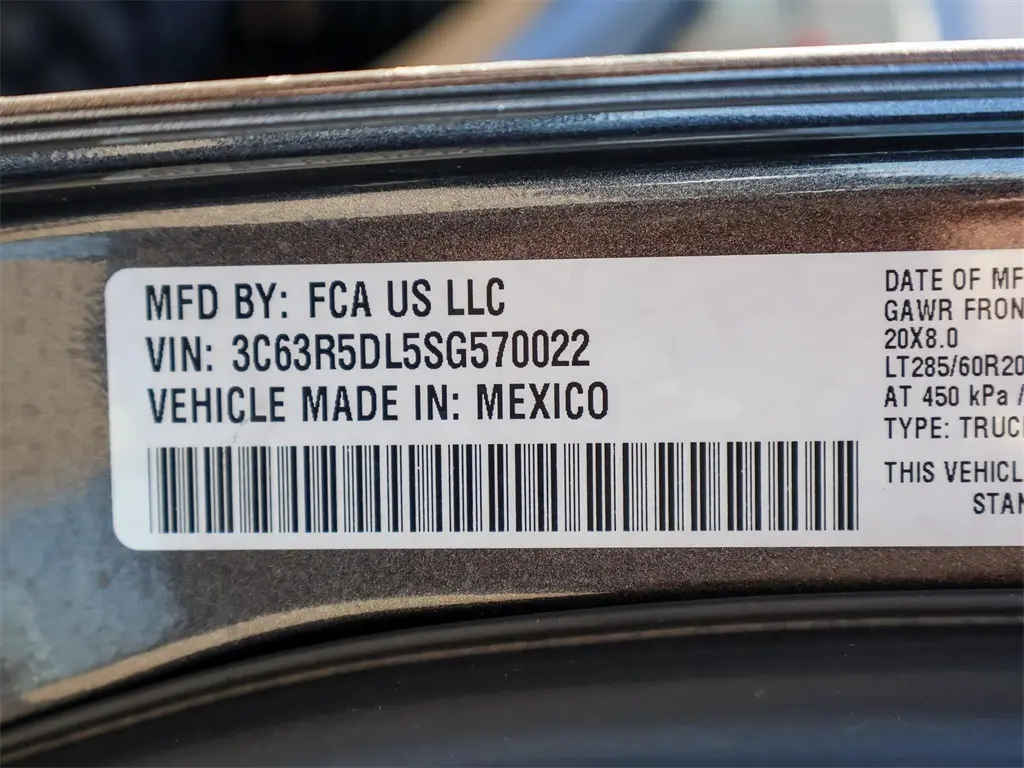 MFD BY: FCA US LLC
VIN: 3C63R5DL5SG570022
VEHICLE MADE IN: MEXICO
DATE OF MF
GAWR FRON
20X8.0
LT285/60R20
AT 450 kPa /
TYPE: TRUC
THIS VEHICL
STAN